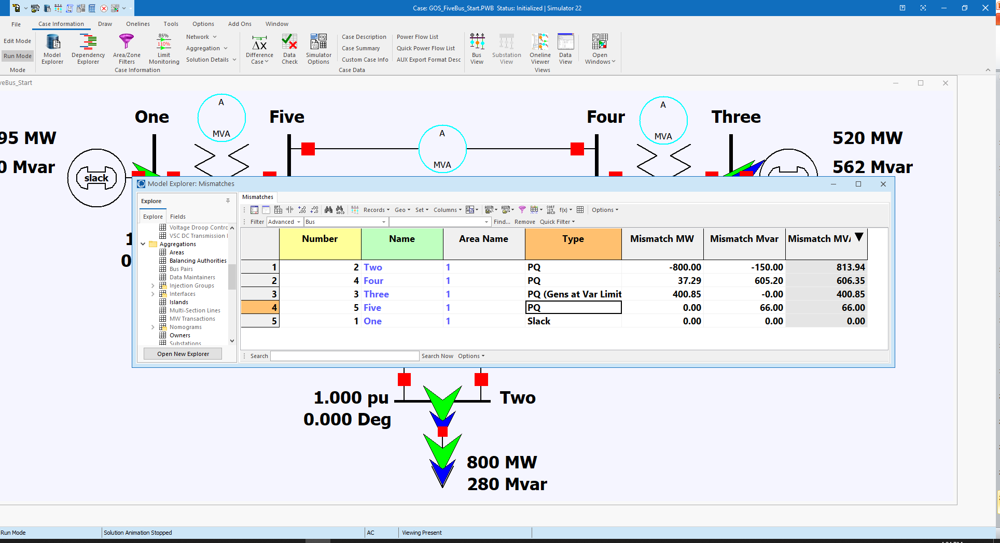 Case: GOS_FiveBus_Start.PWB Status: Initialized | Simulator 22
File Case Information Draw Onelines Tools Options Add Ons Window
Edit Mode
Run Mode
Mode
Model Explorer
Dependency Explorer
Area/Zone Filters
85%
110%
Limit Monitoring
Network
Aggregation
Solution Details
Case Information
ΔX
Difference Case
Data Check
log
Simulator Options
Case Description
Case Summary
Custom Case Info
Power Flow List
Quick Power Flow List
AUX Export Format Desc
Case Data
Bus View
Substation View
Oneline Viewer
Data View
Views
Open Windows
veBus_Start
One
A
MVA
Five
A
MVA
Four
A
MVA
Three
95 MW
0 Mvar
slack
520 MW
562 Mvar
1
0
Model Explorer: Mismatches
Explore
Explore Fields
Voltage Droop Contro
VSC DC Transmission
Aggregations
Areas
Balancing Authorities
Bus Pairs
Data Maintainers
Injection Groups
Interfaces
Islands
Multi-Section Lines
MW Transactions
Nomograms
Owners
Substations
Open New Explorer
Mismatches
Records Geo Set Columns f(x) Options
Filter Advanced Bus Find... Remove Quick Filter
Number Name Area Name Type Mismatch MW Mismatch Mvar Mismatch MV
1 2 Two 1 PQ -800.00 -150.00 813.94
2 4 Four 1 PQ 37.29 605.20 606.35
3 3 Three 1 PQ (Gens at Var Limit 400.85 -0.00 400.85
4 5 Five 1 PQ 0.00 66.00 66.00
5 1 One 1 Slack 0.00 0.00 0.00
Search Search Now Options
1.000 pu
0.000 Deg
Two
800 MW
280 Mvar
Run Mode Solution Animation Stopped AC Viewing Present